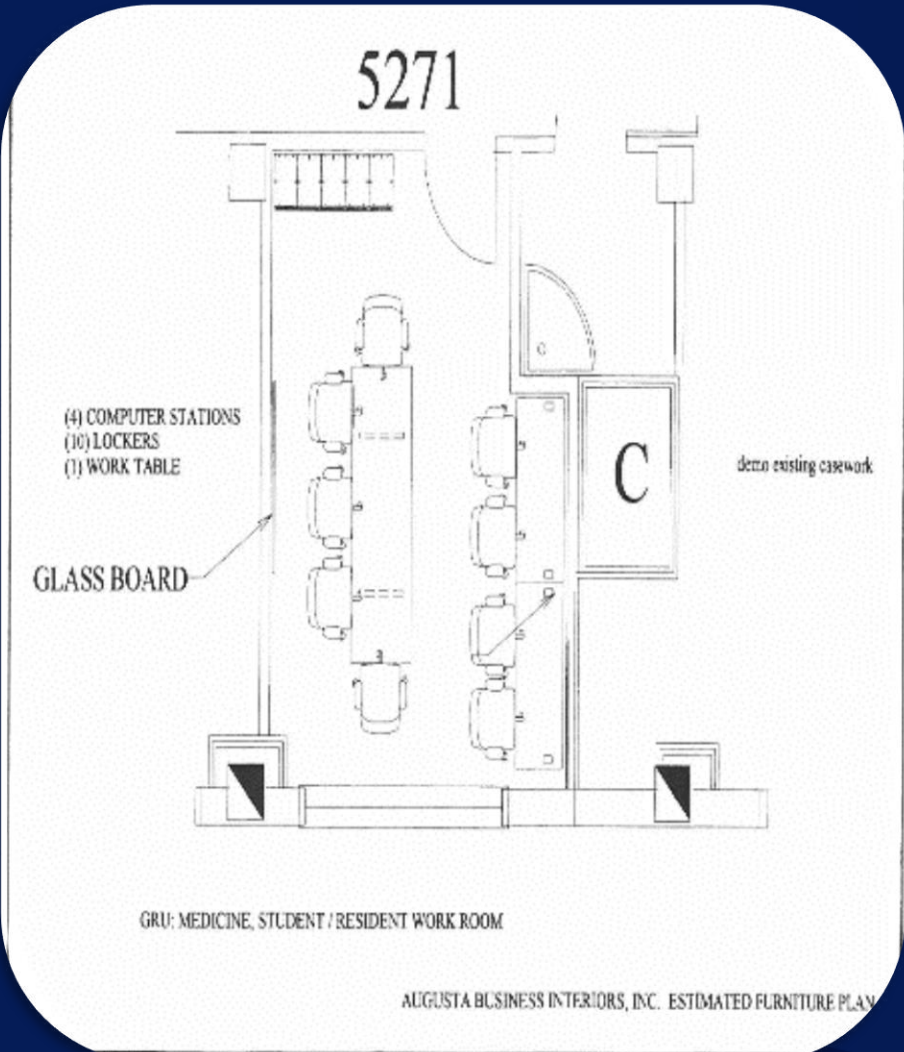 5271
(4) COMPUTER STATIONS
(10) LOCKERS
(1) WORK TABLE
GLASS BOARD
C
demo existing casework
GRU: MEDICINE, STUDENT / RESIDENT WORK ROOM
AUGUSTA BUSINESS INTERIORS, INC. ESTIMATED FURNITURE PLAN